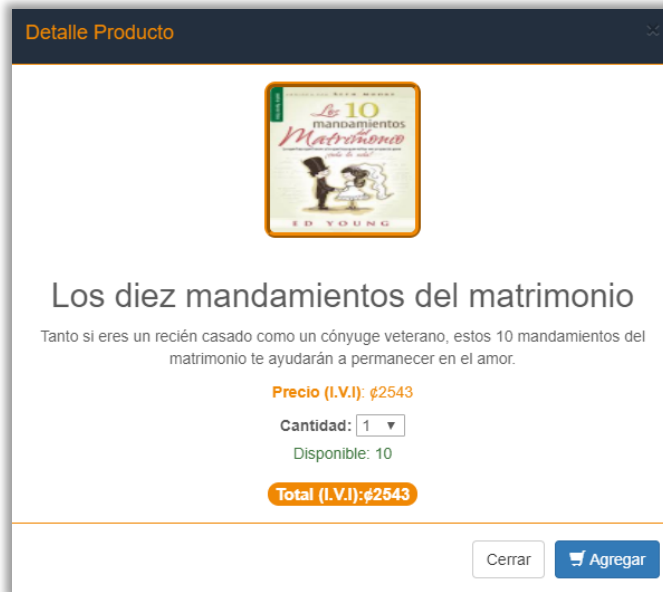 Detalle Producto
×
Los 10
mandamientos
del
Matrimonio
ED YOUNG
Los diez mandamientos del matrimonio
Tanto si eres un recién casado como un cónyuge veterano, estos 10 mandamientos del
matrimonio te ayudarán a permanecer en el amor.
Precio (I.V.I): ¢2543
Cantidad: 1 ▼
Disponible: 10
Total (I.V.I):¢2543
Cerrar Agregar